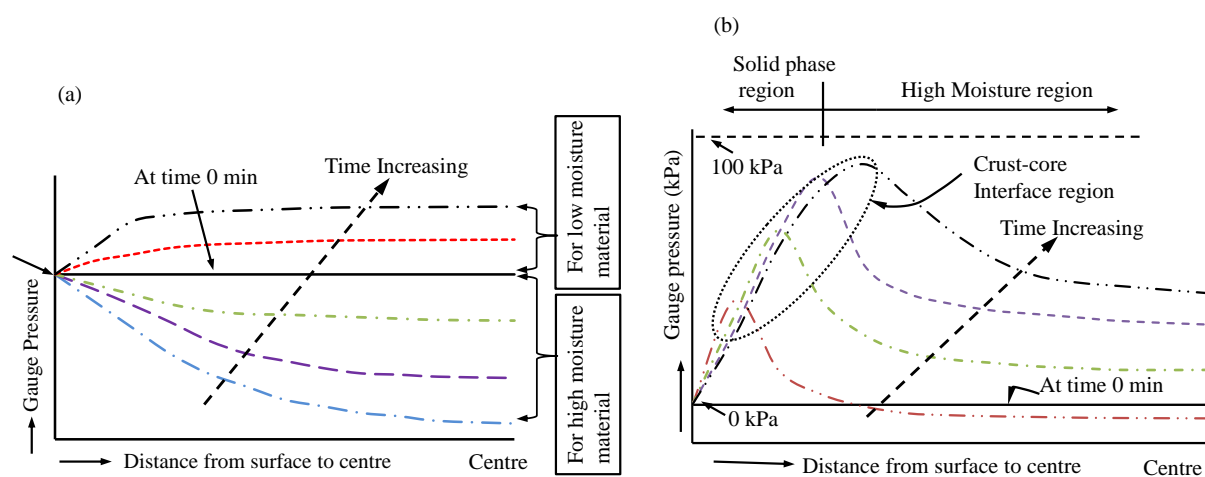 (a)
At time 0 min
Time Increasing
Gauge Pressure
Distance from surface to centre
Centre
For low moisture
material
For high moisture
material
(b)
Solid phase
region
High Moisture region
100 kPa
Crust-core
Interface region
Time Increasing
Gauge pressure (kPa)
At time 0 min
0 kPa
Distance from surface to centre
Centre